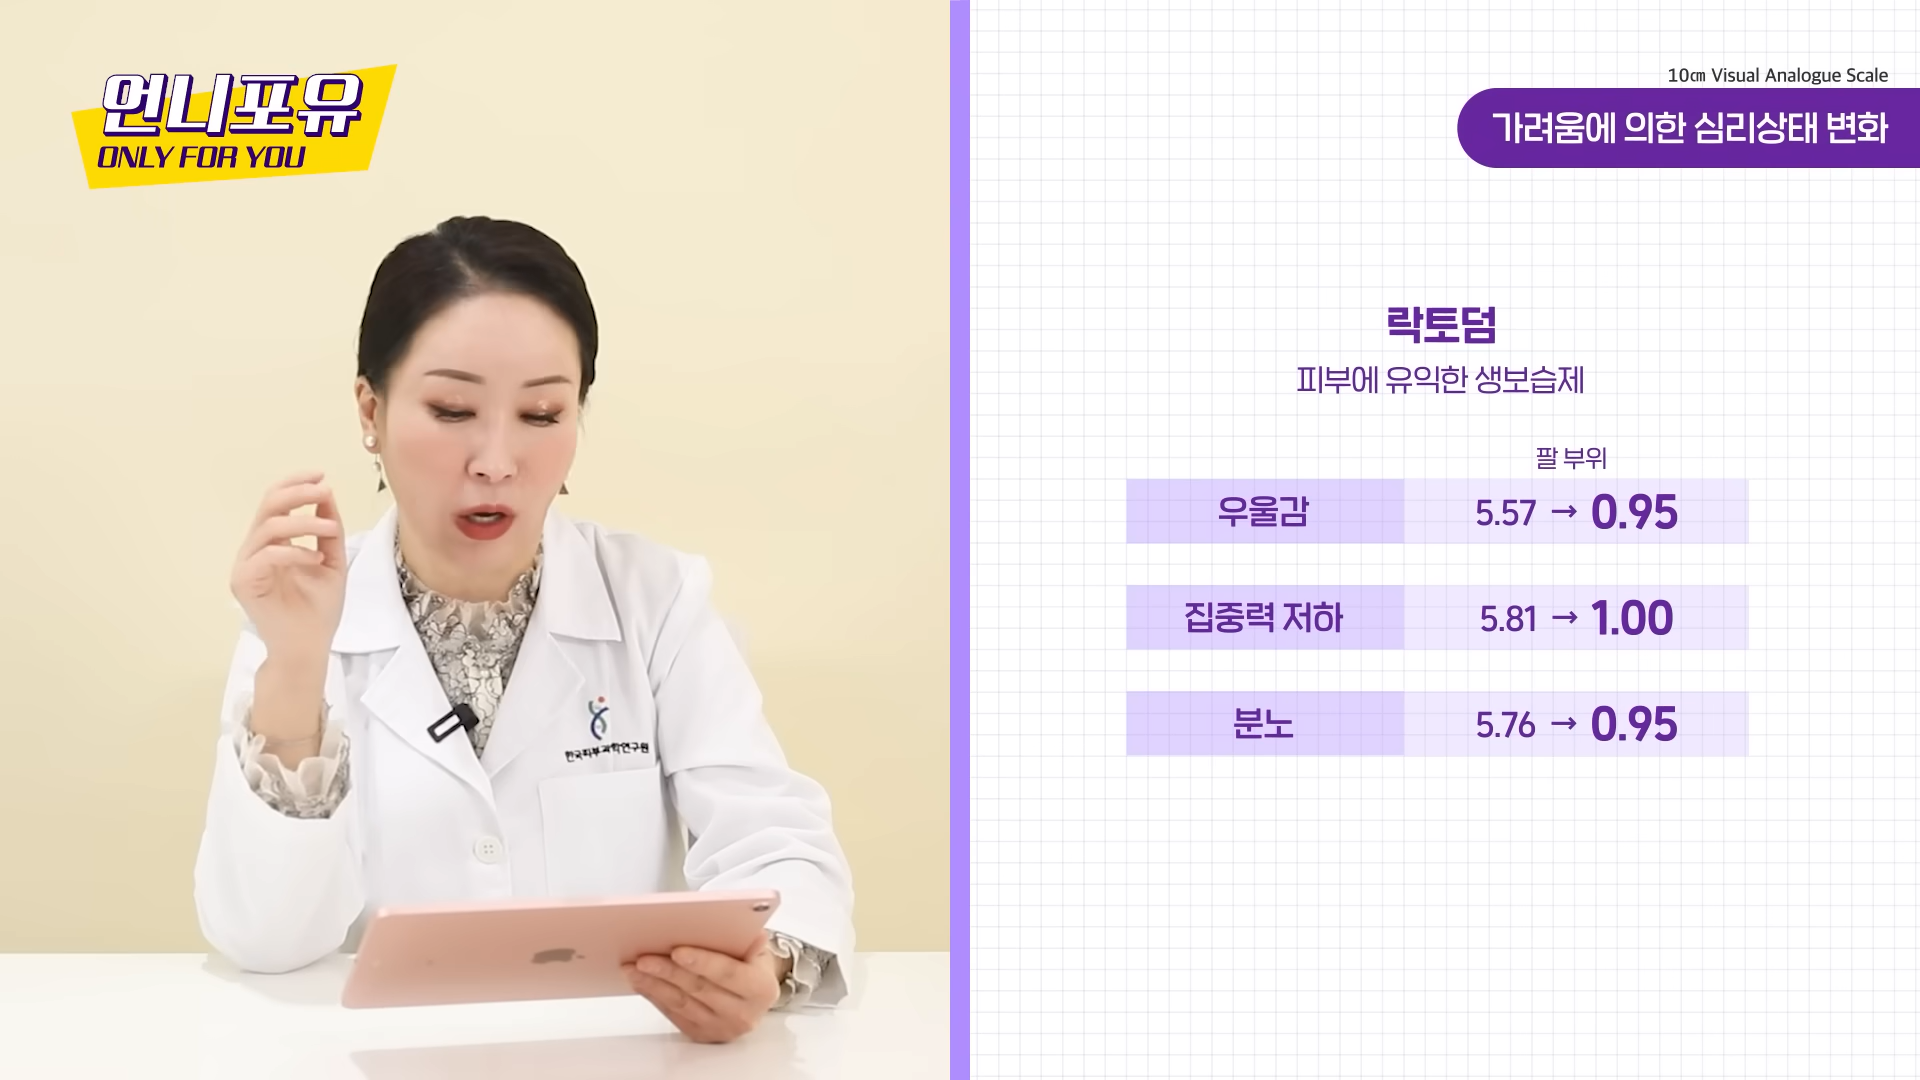 언니포유
ONLY FOR YOU
한국피부과학연구원
10㎝ Visual Analogue Scale
가려움에 의한 심리상태 변화
락토덤
피부에 유익한 생보습제
팔 부위
우울감 5.57 → 0.95
집중력 저하 5.81 → 1.00
분노 5.76 → 0.95